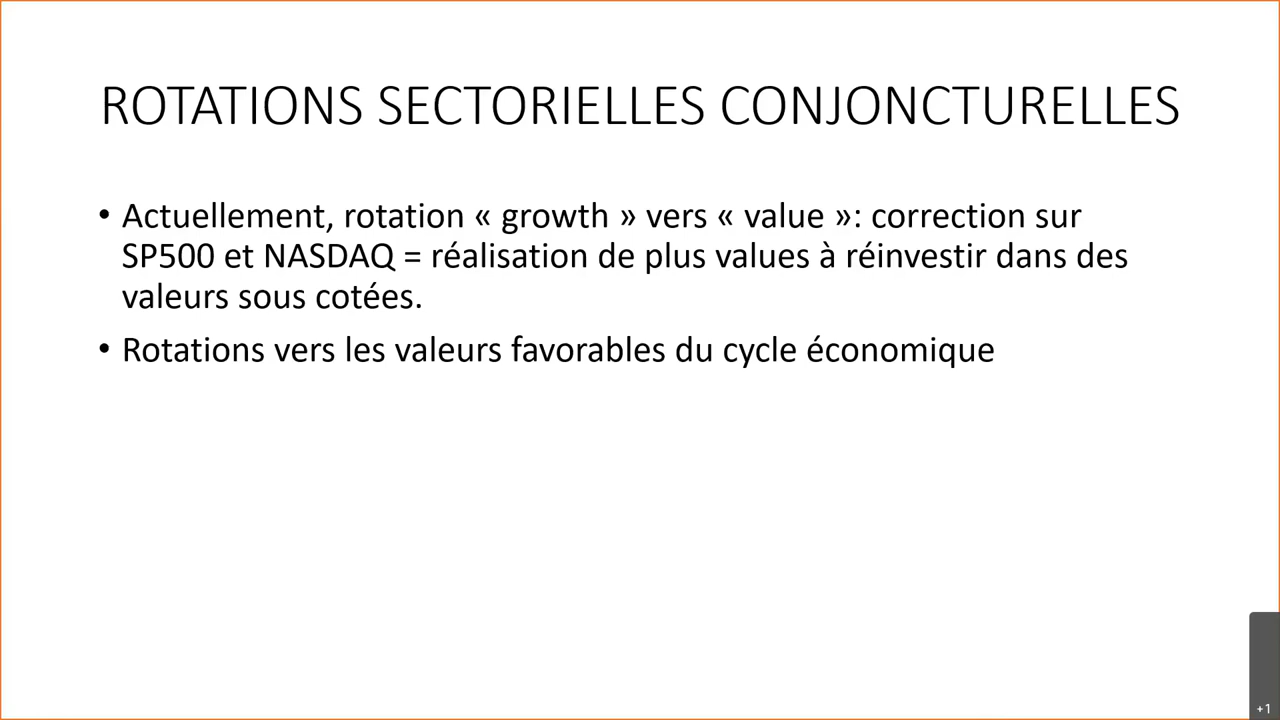 ROTATIONS SECTORIELLES CONJONCTURELLES
• Actuellement, rotation « growth » vers « value »: correction sur
SP500 et NASDAQ = réalisation de plus values à réinvestir dans des
valeurs sous cotées.
• Rotations vers les valeurs favorables du cycle économique
+1